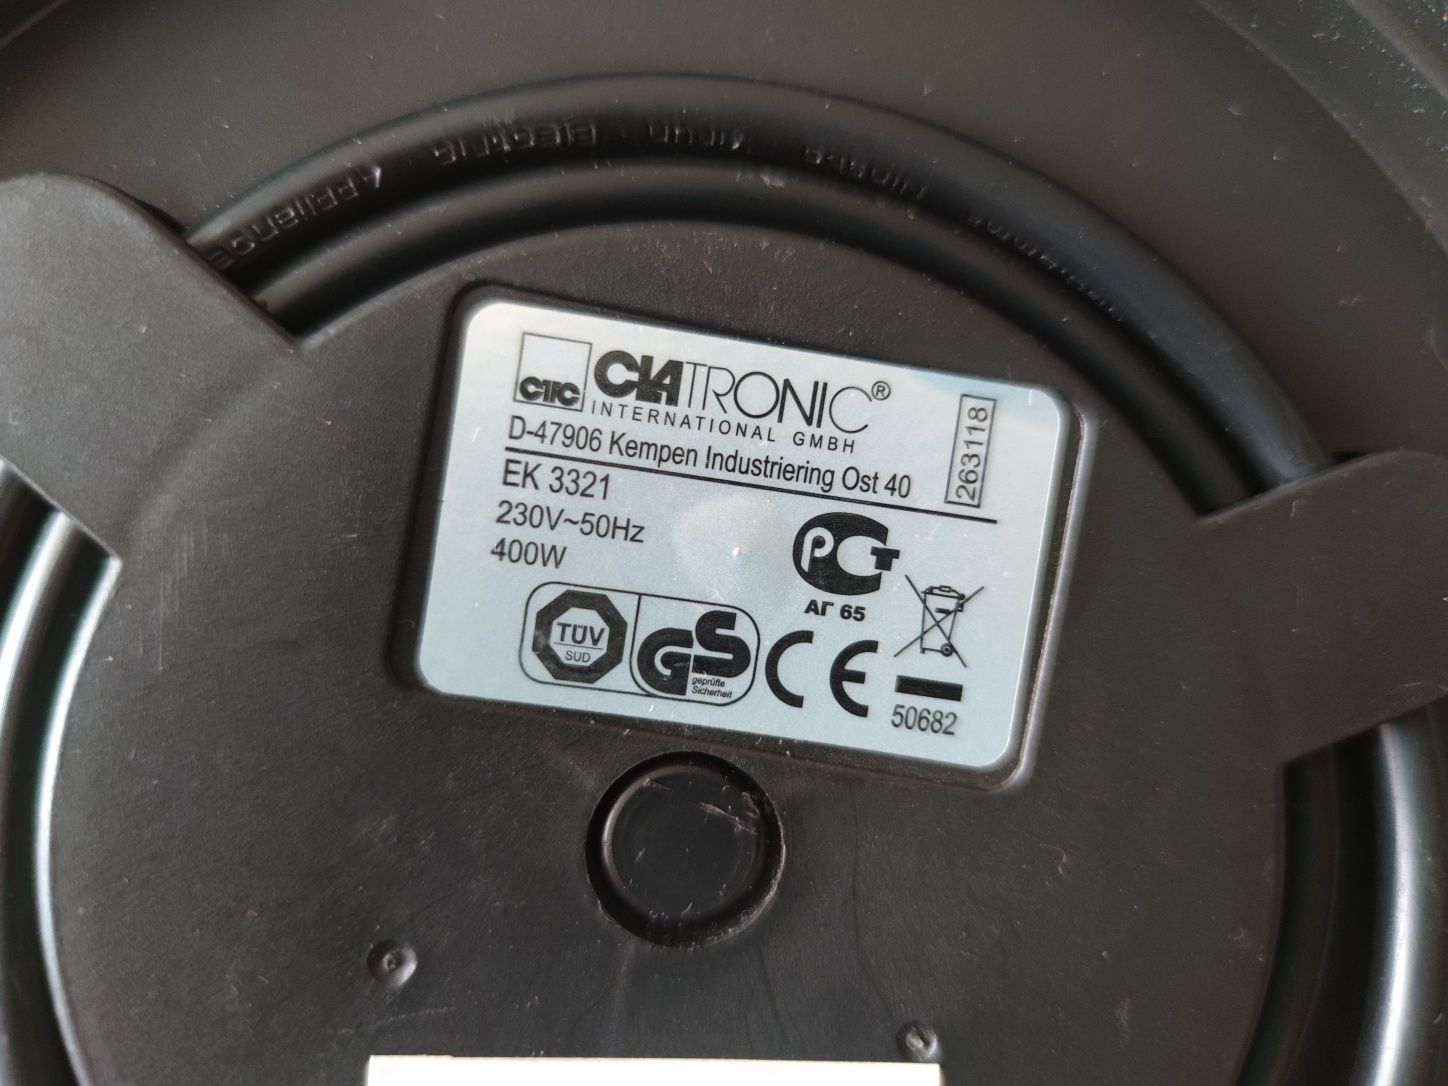 CTC CLATRONIC®
INTERNATIONAL GMBH
D-47906 Kempen Industriering Ost 40
263118
EK 3321
230V~50Hz
400W
PCT
АГ 65
TÜV
SÜD
GS
geprüfte
Sicherheit
CE
50682